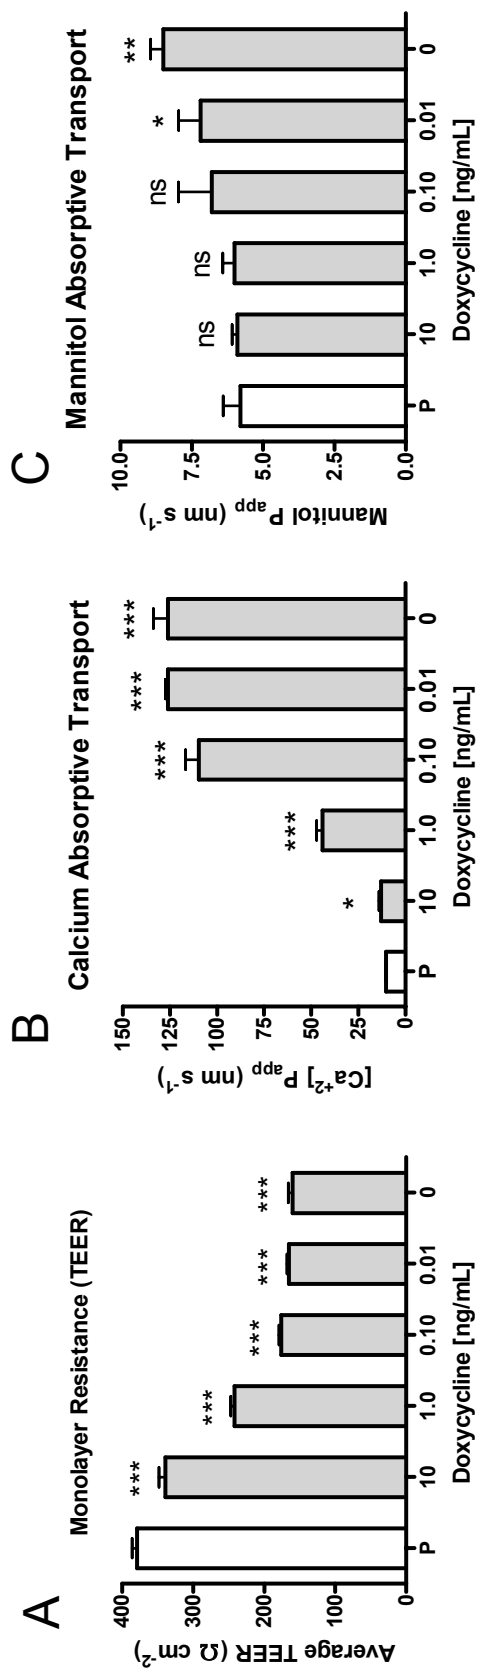 A
Monolayer Resistance (TEER)
***
***
***
***
***
400
300
200
100
0
Average TEER (Ω cm⁻²)
P 10 1.0 0.10 0.01 0
Doxycycline [ng/mL]
B
Calcium Absorptive Transport
*
***
***
***
***
150
125
100
75
50
25
0
[Ca⁺²] Papp (nm s⁻¹)
P 10 1.0 0.10 0.01 0
Doxycycline [ng/mL]
C
Mannitol Absorptive Transport
ns
ns
ns
*
**
10.0
7.5
5.0
2.5
0.0
Mannitol Papp (nm s⁻¹)
P 10 1.0 0.10 0.01 0
Doxycycline [ng/mL]